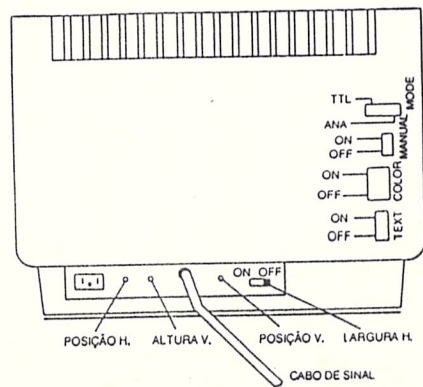 TTL
MODE
ANA
ON
MANUAL
OFF
ON
COLOR
OFF
ON
TEXT
OFF
ON OFF
POSIÇÃO H. ALTURA V. POSIÇÃO V. LARGURA H.
CABO DE SINAL